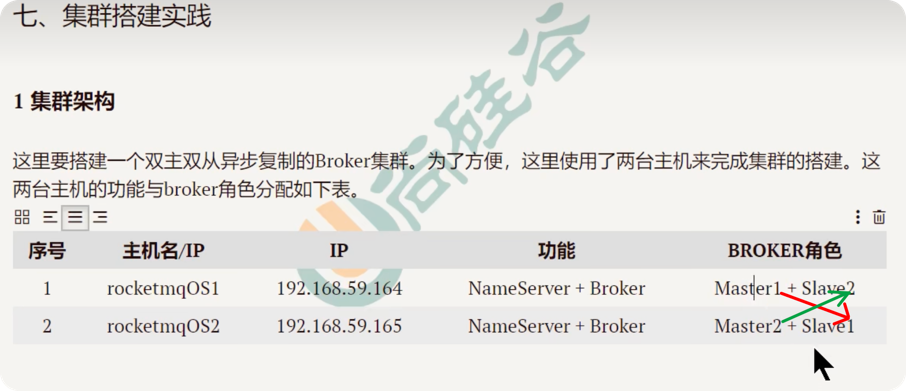 七、集群搭建实践
1 集群架构
这里要搭建一个双主双从异步复制的Broker集群。为了方便，这里使用了两台主机来完成集群的搭建。这
两台主机的功能与broker角色分配如下表。
序号 主机名/IP IP 功能 BROKER角色
1 rocketmqOS1 192.168.59.164 NameServer + Broker Master1 + Slave2
2 rocketmqOS2 192.168.59.165 NameServer + Broker Master2 + Slave1
尚硅谷